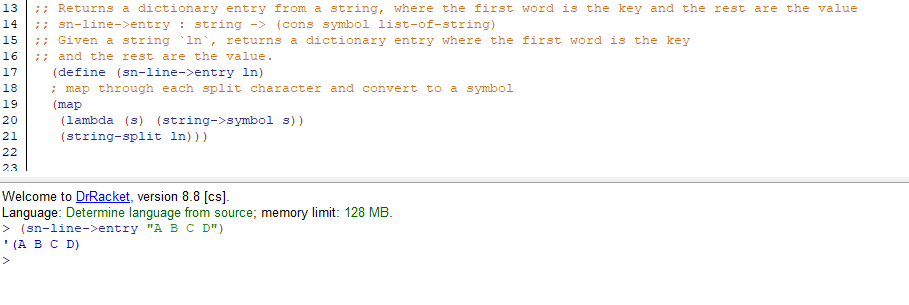 13 ;; Returns a dictionary entry from a string, where the first word is the key and the rest are the value
14 ;; sn-line->entry : string -> (cons symbol list-of-string)
15 ;; Given a string `ln`, returns a dictionary entry where the first word is the key
16 ;; and the rest are the value.
17 (define (sn-line->entry ln)
18 ; map through each split character and convert to a symbol
19 (map
20 (lambda (s) (string->symbol s))
21 (string-split ln)))
22
23
Welcome to DrRacket, version 8.8 [cs].
Language: Determine language from source; memory limit: 128 MB.
> (sn-line->entry "A B C D")
'(A B C D)
>